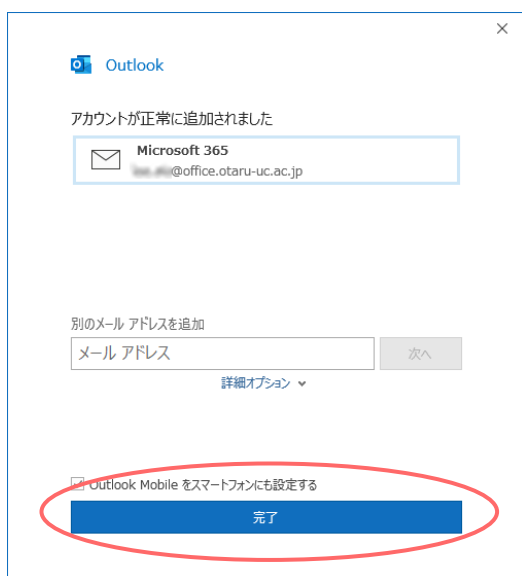 Outlook
アカウントが正常に追加されました
Microsoft 365
@office.otaru-uc.ac.jp
別のメール アドレスを追加
メール アドレス
次へ
詳細オプション
Outlook Mobile をスマートフォンにも設定する
完了